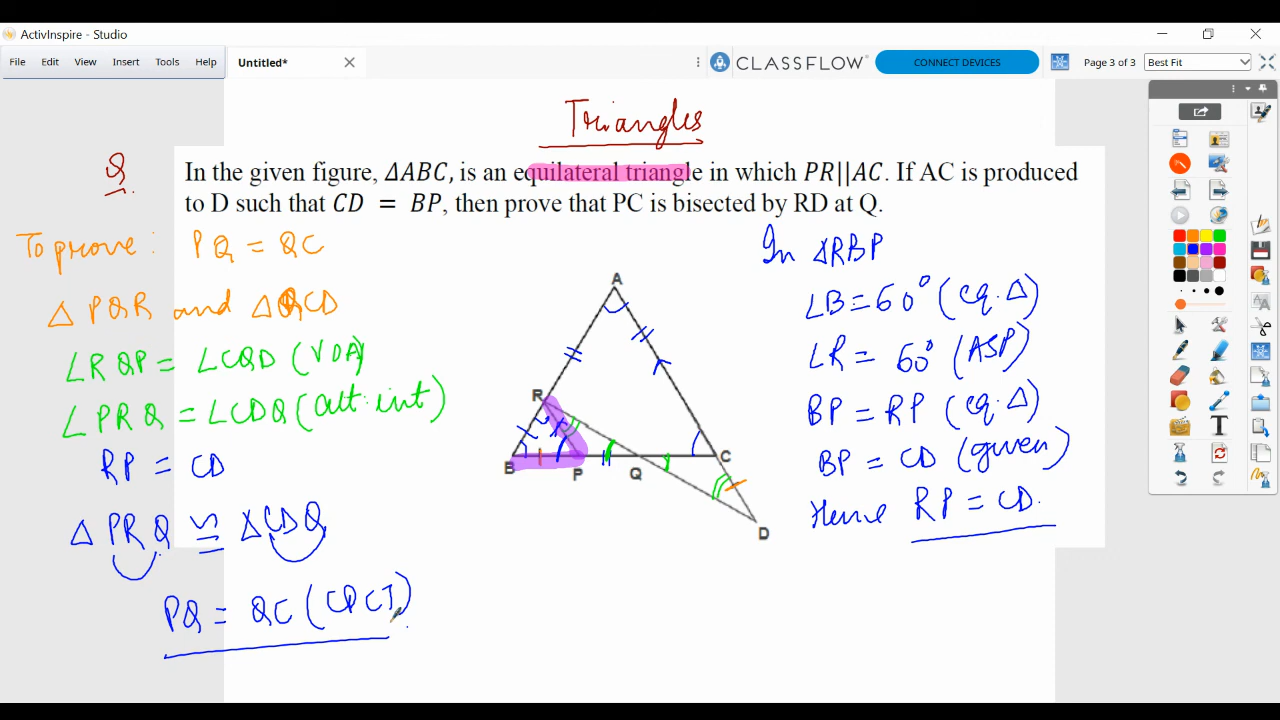 ActivInspire - Studio
File Edit View Insert Tools Help Untitled* CLASSFLOW CONNECT DEVICES Page 3 of 3 Best Fit
Triangles
Q
In the given figure, ΔABC, is an equilateral triangle in which PR||AC. If AC is produced
to D such that CD = BP, then prove that PC is bisected by RD at Q.
To prove : PQ = QC
Δ PQR and ΔQCD
∠RQP = ∠CQD (VOA)
∠PRQ = ∠CDQ (alt. int)
RP = CD
Δ PRQ ≅ ΔCDQ
PQ = QC (CPCT)
A
R
B
P
Q
C
D
In ΔRBP
∠B = 60° (eq. Δ)
∠R = 60° (ASP)
BP = RP (eq. Δ)
BP = CD (given)
Hence RP = CD.